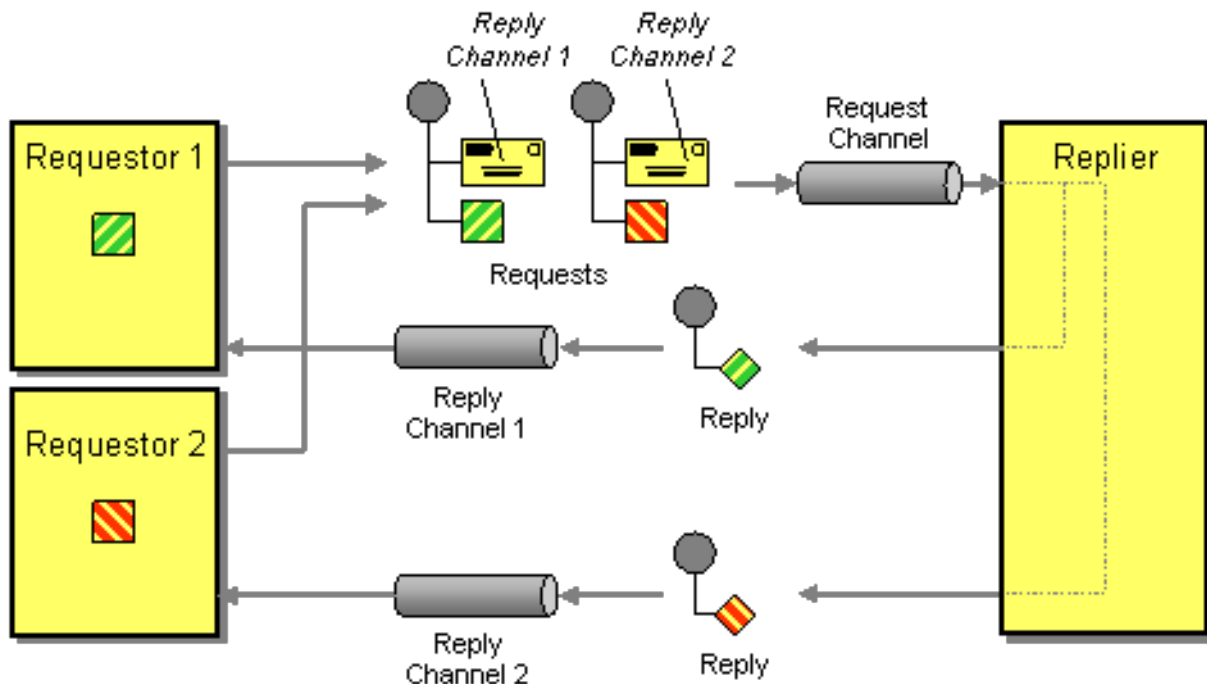 Reply
Channel 1
Reply
Channel 2
Request
Channel
Requestor 1
Replier
Requests
Reply
Channel 1
Reply
Requestor 2
Reply
Channel 2
Reply